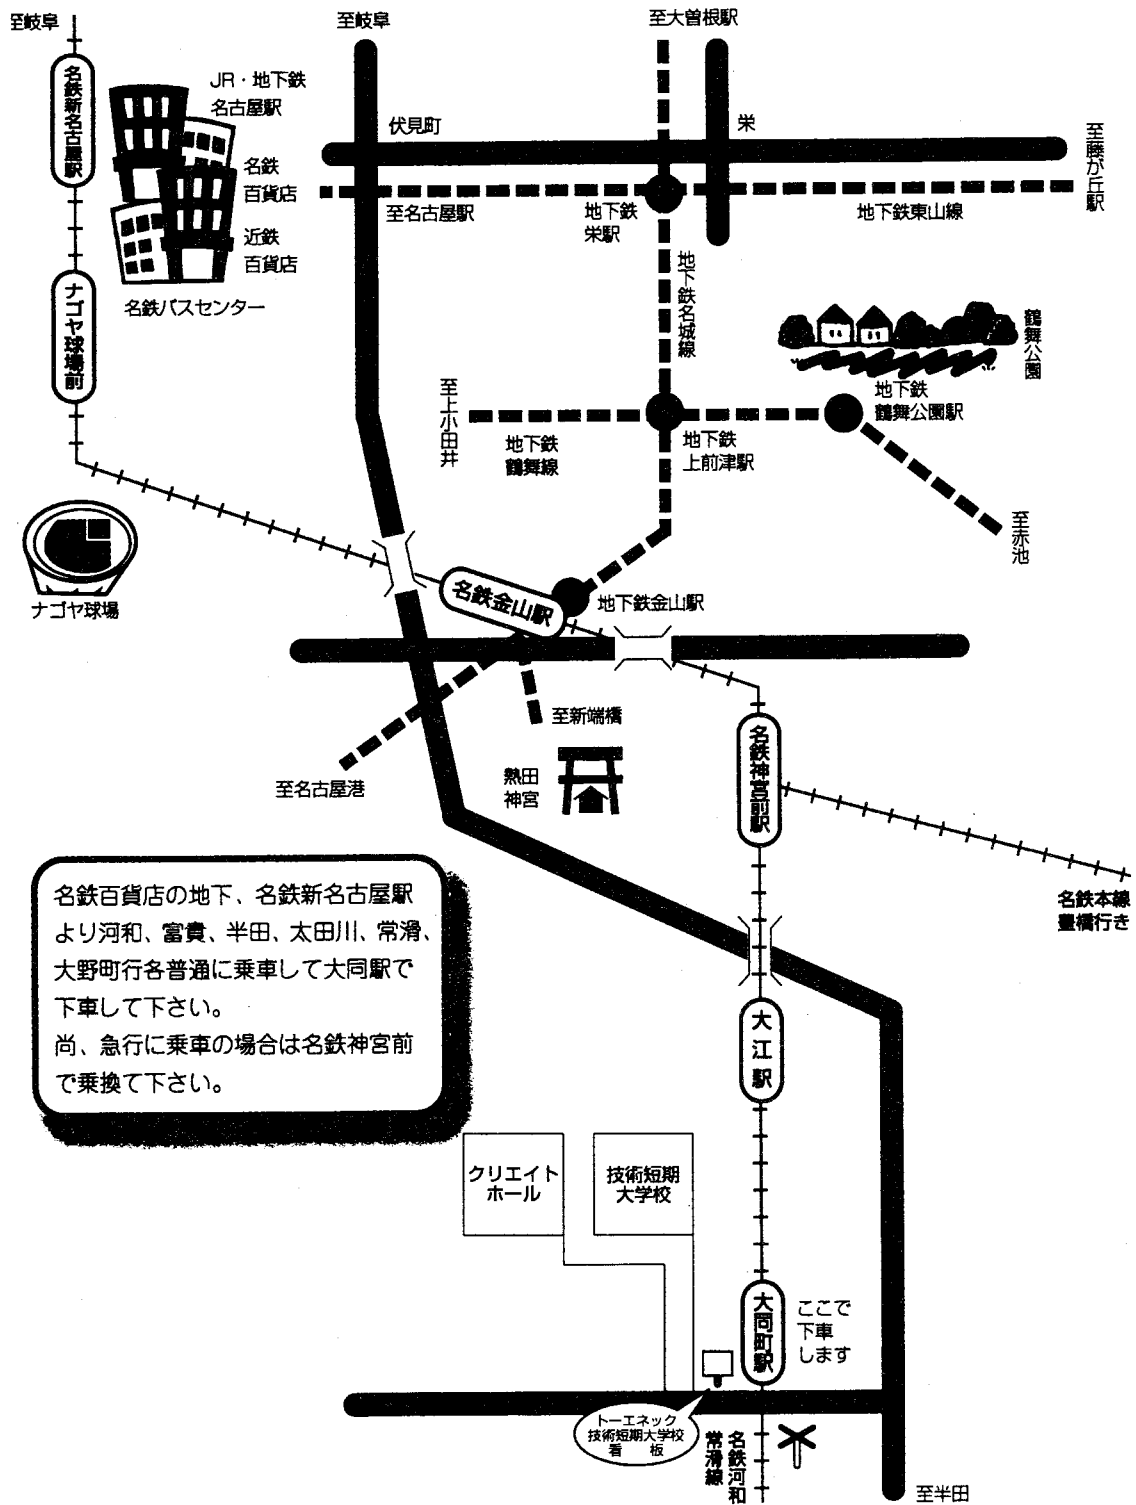 至岐阜
至岐阜
至大曽根駅
名鉄新名古屋駅
JR・地下鉄
名古屋駅
伏見町
栄
至藤が丘駅
名鉄
百貨店
至名古屋駅
地下鉄
栄駅
地下鉄東山線
近鉄
百貨店
名鉄バスセンター
地下鉄名城線
ナゴヤ球場前
鶴舞公園
至上小田井
地下鉄
鶴舞線
地下鉄
上前津駅
地下鉄
鶴舞公園駅
至赤池
ナゴヤ球場
名鉄金山駅
地下鉄金山駅
至新端橋
至名古屋港
熱田
神宮
名鉄神宮前駅
名鉄本線
豊橋行き
名鉄百貨店の地下、名鉄新名古屋駅
より河和、富貴、半田、太田川、常滑、
大野町行各普通に乗車して大同駅で
下車して下さい。
尚、急行に乗車の場合は名鉄神宮前
で乗換て下さい。
大江駅
クリエイト
ホール
技術短期
大学校
大同町駅
ここで
下車
します
トーエネック
技術短期大学校
看 板
名鉄河和
常滑線
至半田